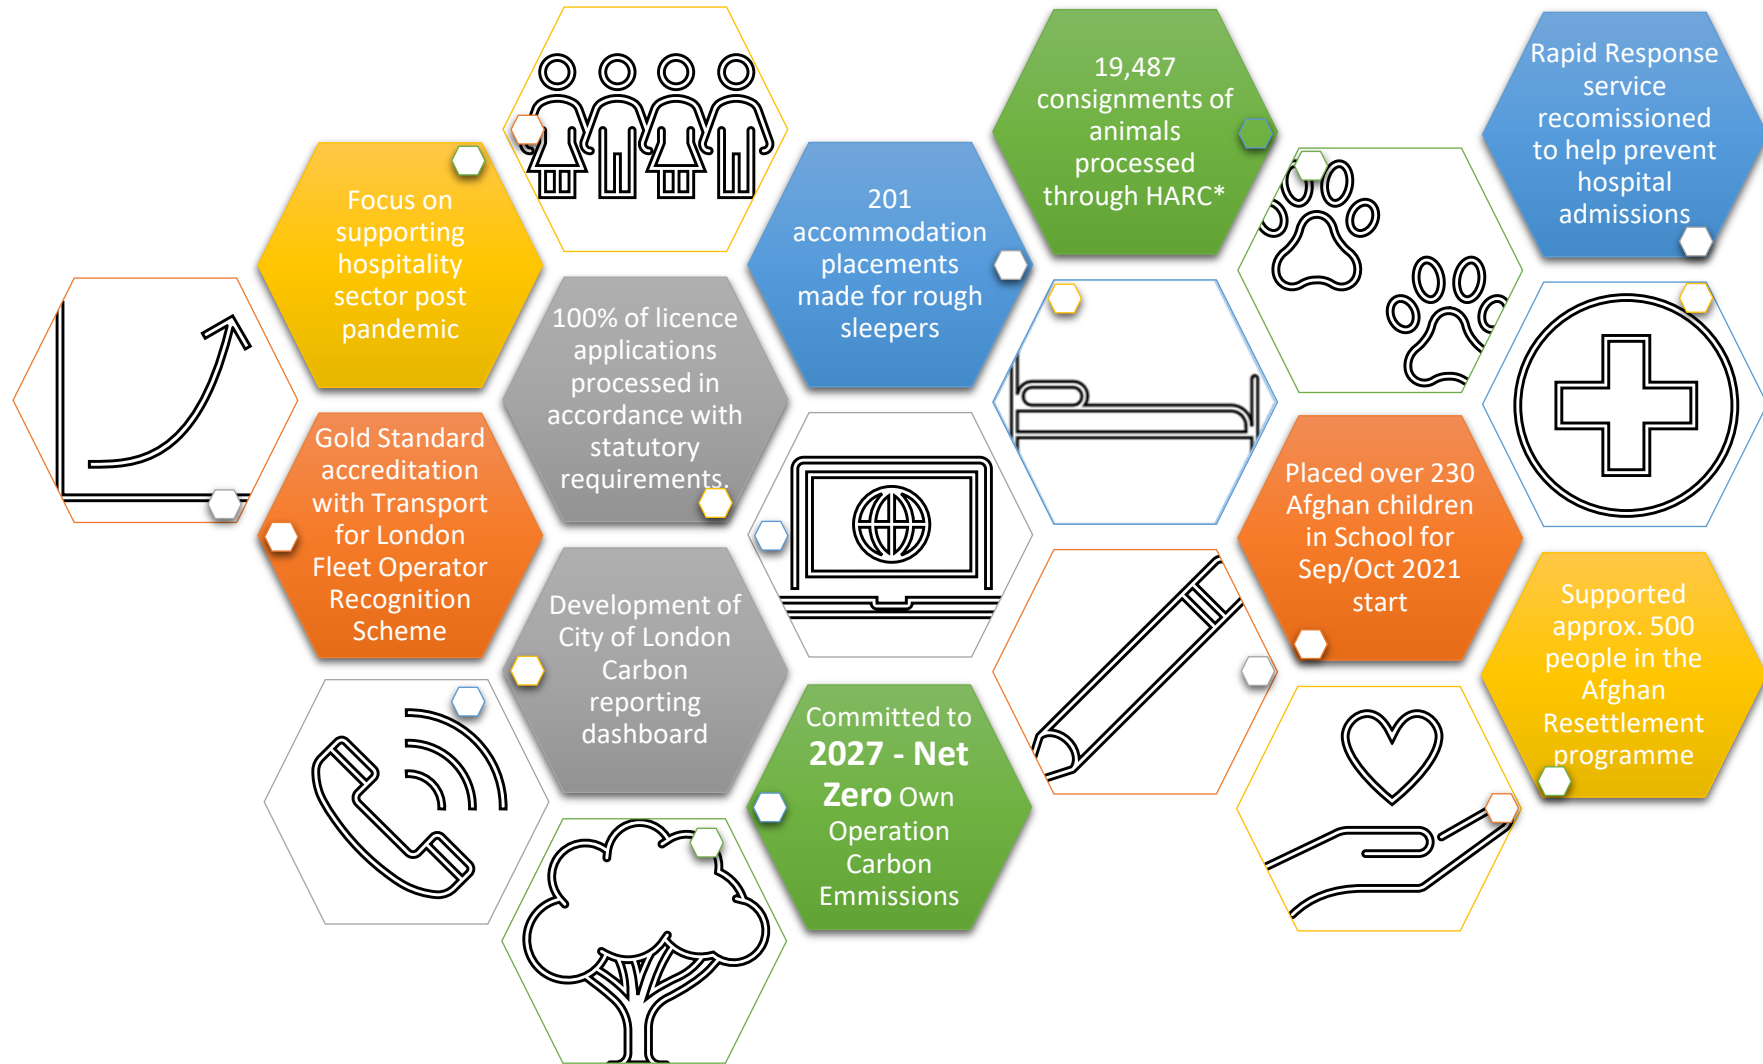 19,487
consignments of
animals
processed
through HARC*
Rapid Response
service
recomissioned
to help prevent
hospital
admissions
Focus on
supporting
hospitality
sector post
pandemic
201
accommodation
placements
made for rough
sleepers
100% of licence
applications
processed in
accordance with
statutory
requirements.
Gold Standard
accreditation
with Transport
for London
Fleet Operator
Recognition
Scheme
Placed over 230
Afghan children
in School for
Sep/Oct 2021
start
Development of
City of London
Carbon
reporting
dashboard
Supported
approx. 500
people in the
Afghan
Resettlement
programme
Committed to
2027 - Net
Zero Own
Operation
Carbon
Emmissions